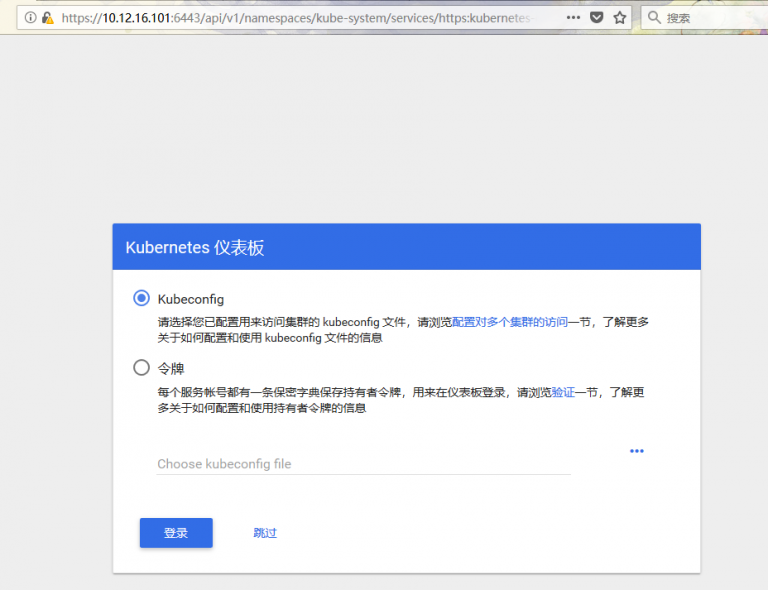 https://10.12.16.101:6443/api/v1/namespaces/kube-system/services/https:kubernetes-
搜索
Kubernetes 仪表板
Kubeconfig
请选择您已配置用来访问集群的 kubeconfig 文件，请浏览配置对多个集群的访问一节，了解更多
关于如何配置和使用 kubeconfig 文件的信息
令牌
每个服务帐号都有一条保密字典保存持有者令牌，用来在仪表板登录，请浏览验证一节，了解更
多关于如何配置和使用持有者令牌的信息
Choose kubeconfig file
登录
跳过